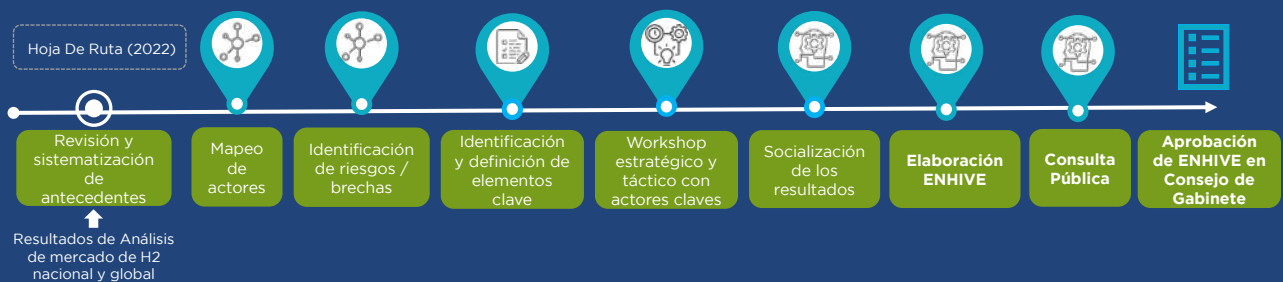 Hoja De Ruta (2022)
Revisión y
sistematización
de
antecedentes
Resultados de Análisis
de mercado de H2
nacional y global
Mapeo
de
actores
Identificación
de riesgos /
brechas
Identificación
y definición de
elementos
clave
Workshop
estratégico y
táctico con
actores claves
Socialización
de los
resultados
Elaboración
ENHIVE
Consulta
Pública
Aprobación
de ENHIVE en
Consejo de
Gabinete